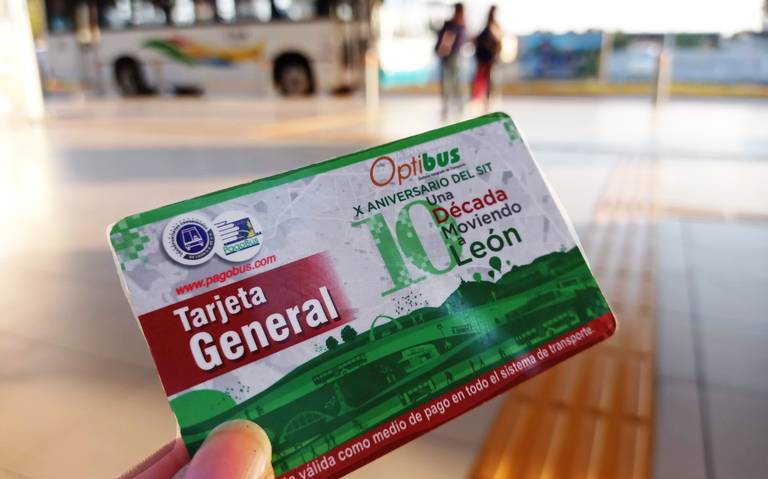 Optibus
X ANIVERSARIO DEL SIT
10
Una
Década
Moviendo
a
León
PagoBus
www.pagobus.com
Tarjeta
General
válida como medio de pago en todo el sistema de transporte.